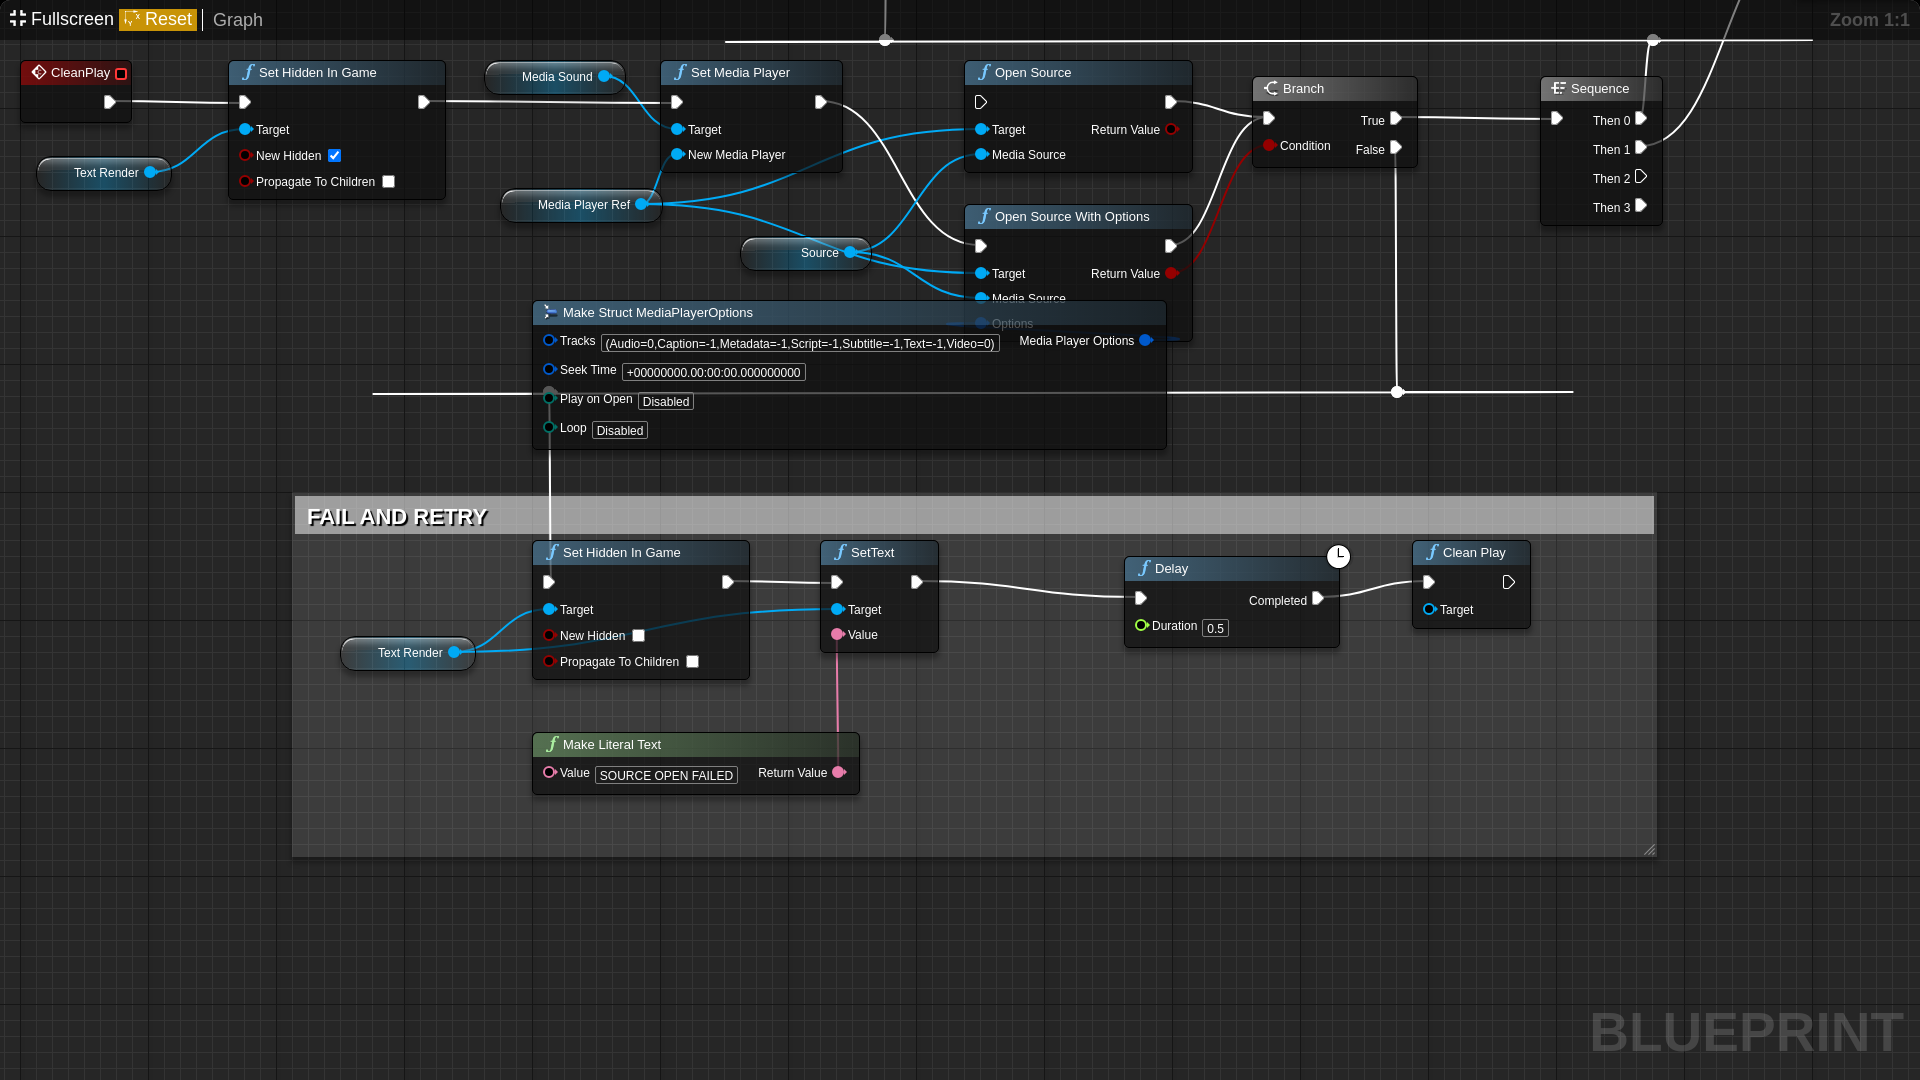 Fullscreen Reset Graph
Zoom 1:1
CleanPlay
Text Render
Set Hidden In Game
Target
New Hidden
Propagate To Children
Media Sound
Media Player Ref
Set Media Player
Target
New Media Player
Source
Open Source
Target Return Value
Media Source
Open Source With Options
Target Return Value
Media Source
Options
Branch
True
Condition False
Sequence
Then 0
Then 1
Then 2
Then 3
Make Struct MediaPlayerOptions
Tracks (Audio=0,Caption=-1,Metadata=-1,Script=-1,Subtitle=-1,Text=-1,Video=0) Media Player Options
Seek Time +00000000.00:00:00.000000000
Play on Open Disabled
Loop Disabled
FAIL AND RETRY
Text Render
Set Hidden In Game
Target
New Hidden
Propagate To Children
SetText
Target
Value
Delay
Completed
Duration 0.5
Clean Play
Target
Make Literal Text
Value SOURCE OPEN FAILED Return Value
BLUEPRINT